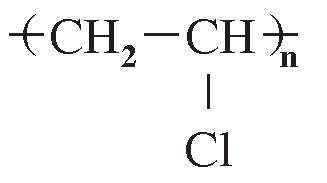 -(CH₂-CH)ₙ-
|
Cl